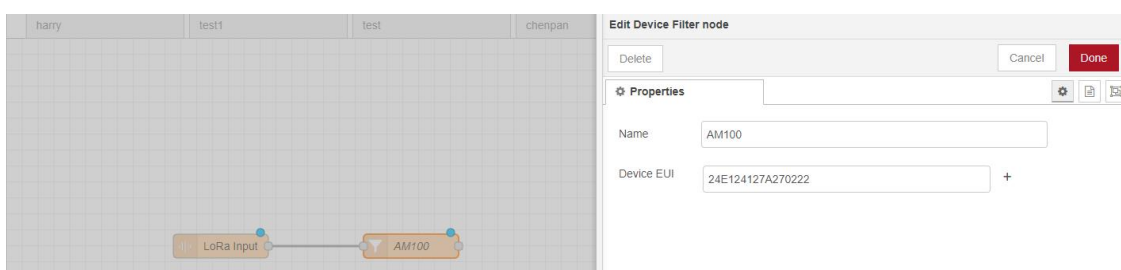 harry
test1
test
chenpan
Edit Device Filter node
Delete
Cancel
Done
Properties
Name
AM100
Device EUI
24E124127A270222
+
LoRa Input
AM100